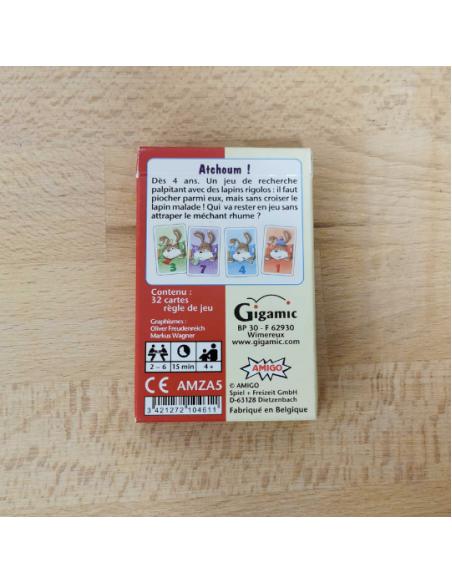 Atchoum !
Dès 4 ans. Un jeu de recherche
palpitant avec des lapins rigolos : il faut
piocher parmi eux, mais sans croiser le
lapin malade ! Qui va rester en jeu sans
attraper le méchant rhume ?
3 7 4 1
Contenu :
32 cartes
règle de jeu
Graphismes :
Oliver Freudenreich
Markus Wagner
2 - 6 15 min 4+
CE AMZA5
3 421272 104611
Gigamic
BP 30 - F 62930
Wimereux
www.gigamic.com
AMIGO
© AMIGO
Spiel + Freizeit GmbH
D-63128 Dietzenbach
Fabriqué en Belgique